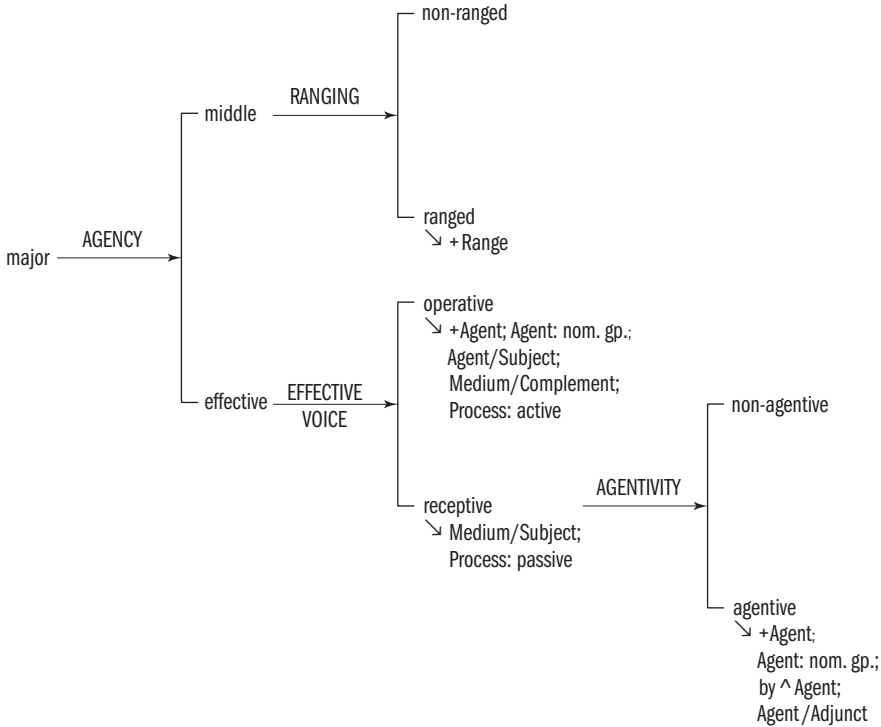 non-ranged
RANGING
middle
ranged
↘ +Range
AGENCY
major
operative
↘ +Agent; Agent: nom. gp.;
Agent/Subject;
Medium/Complement;
Process: active
effective
EFFECTIVE
VOICE
non-agentive
AGENTIVITY
receptive
↘ Medium/Subject;
Process: passive
agentive
↘ +Agent;
Agent: nom. gp.;
by ^ Agent;
Agent/Adjunct